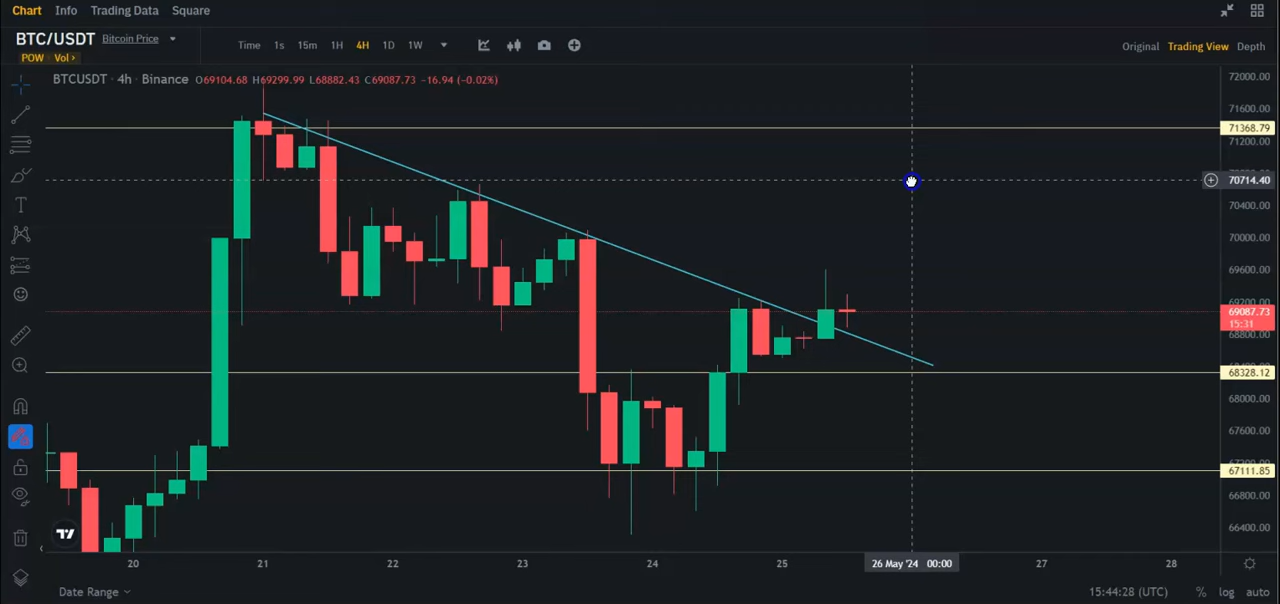 Chart Info Trading Data Square
BTC/USDT Bitcoin Price
POW Vol ›
Time 1s 15m 1H 4H 1D 1W
Original Trading View Depth
BTCUSDT · 4h · Binance O69104.68 H69299.99 L68882.43 C69087.73 -16.94 (-0.02%)
72000.00
71600.00
71368.79
71200.00
70714.40
70400.00
70000.00
69600.00
69200.00
69087.73
15:31
68800.00
68328.12
68000.00
67600.00
67111.85
66800.00
66400.00
20 21 22 23 24 25 26 May '24 00:00 27 28
Date Range 15:44:28 (UTC) % log auto